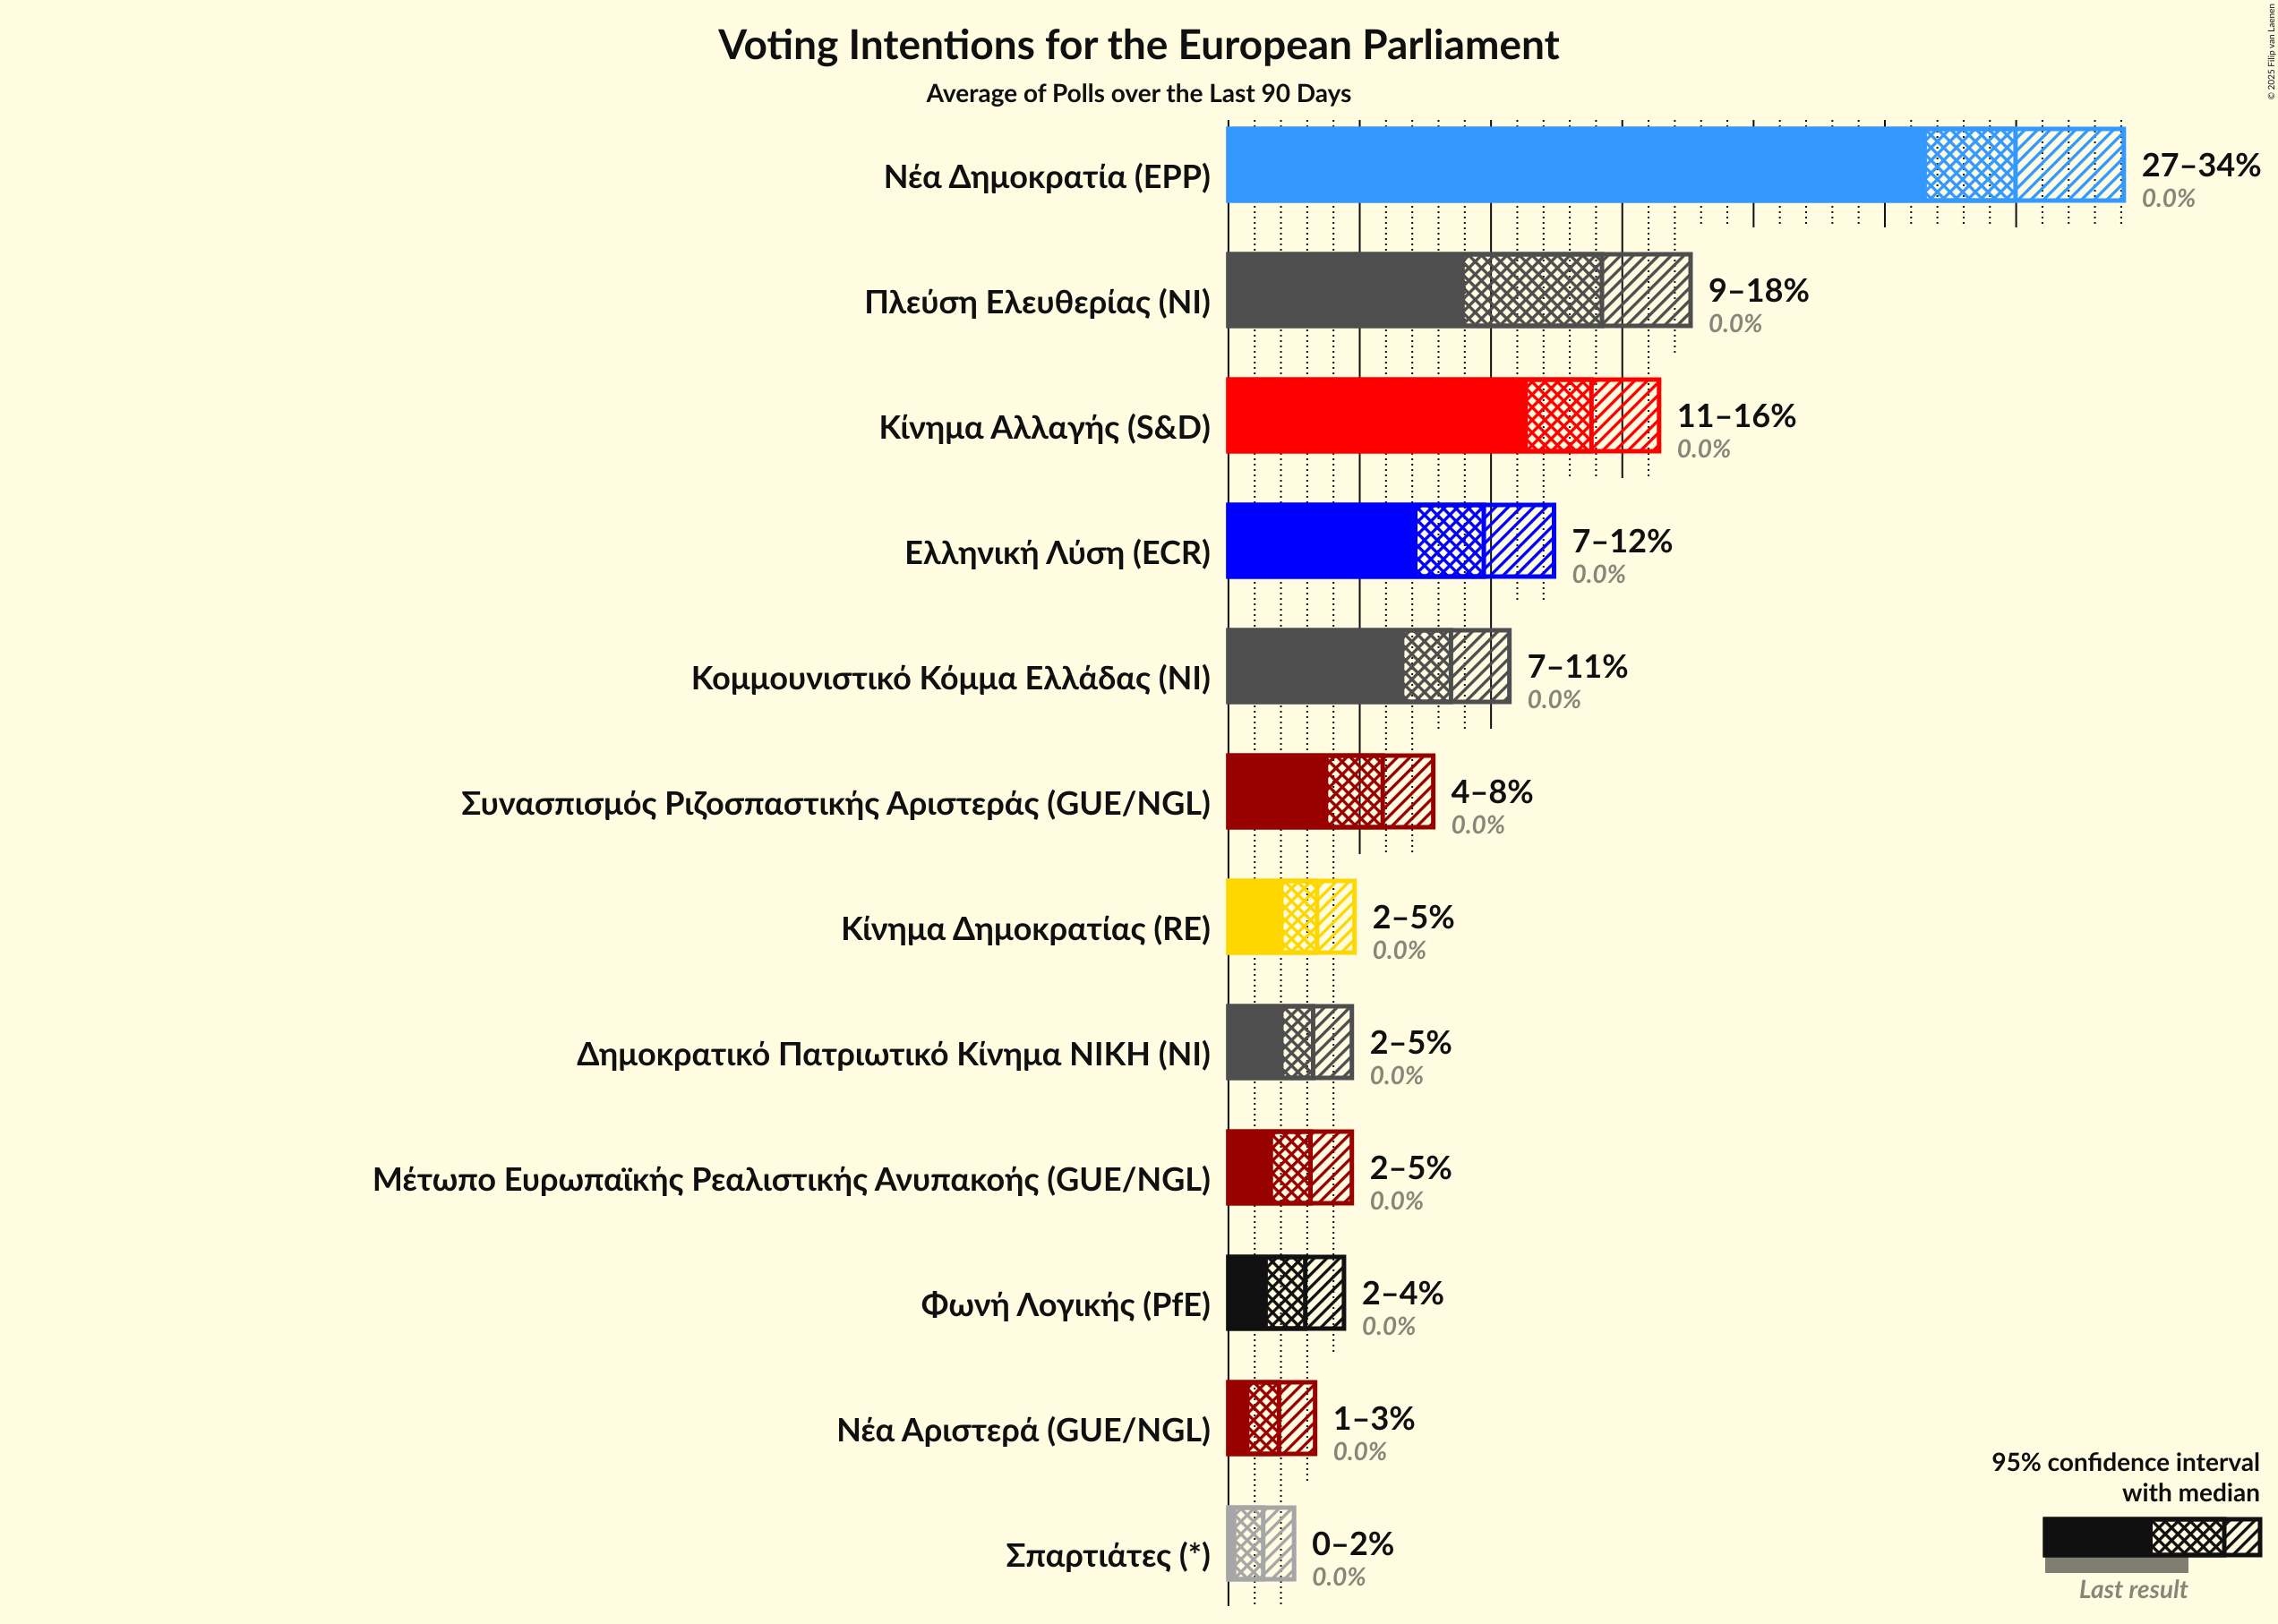 Voting Intentions for the European Parliament
Average of Polls over the Last 90 Days
© 2025 Filip van Laenen
Νέα Δημοκρατία (EPP)
27–34%
0.0%
Πλεύση Ελευθερίας (NI)
9–18%
0.0%
Κίνημα Αλλαγής (S&D)
11–16%
0.0%
Ελληνική Λύση (ECR)
7–12%
0.0%
Κομμουνιστικό Κόμμα Ελλάδας (NI)
7–11%
0.0%
Συνασπισμός Ριζοσπαστικής Αριστεράς (GUE/NGL)
4–8%
0.0%
Κίνημα Δημοκρατίας (RE)
2–5%
0.0%
Δημοκρατικό Πατριωτικό Κίνημα ΝΙΚΗ (NI)
2–5%
0.0%
Μέτωπο Ευρωπαϊκής Ρεαλιστικής Ανυπακοής (GUE/NGL)
2–5%
0.0%
Φωνή Λογικής (PfE)
2–4%
0.0%
Νέα Αριστερά (GUE/NGL)
1–3%
0.0%
Σπαρτιάτες (*)
0–2%
0.0%
95% confidence interval
with median
Last result